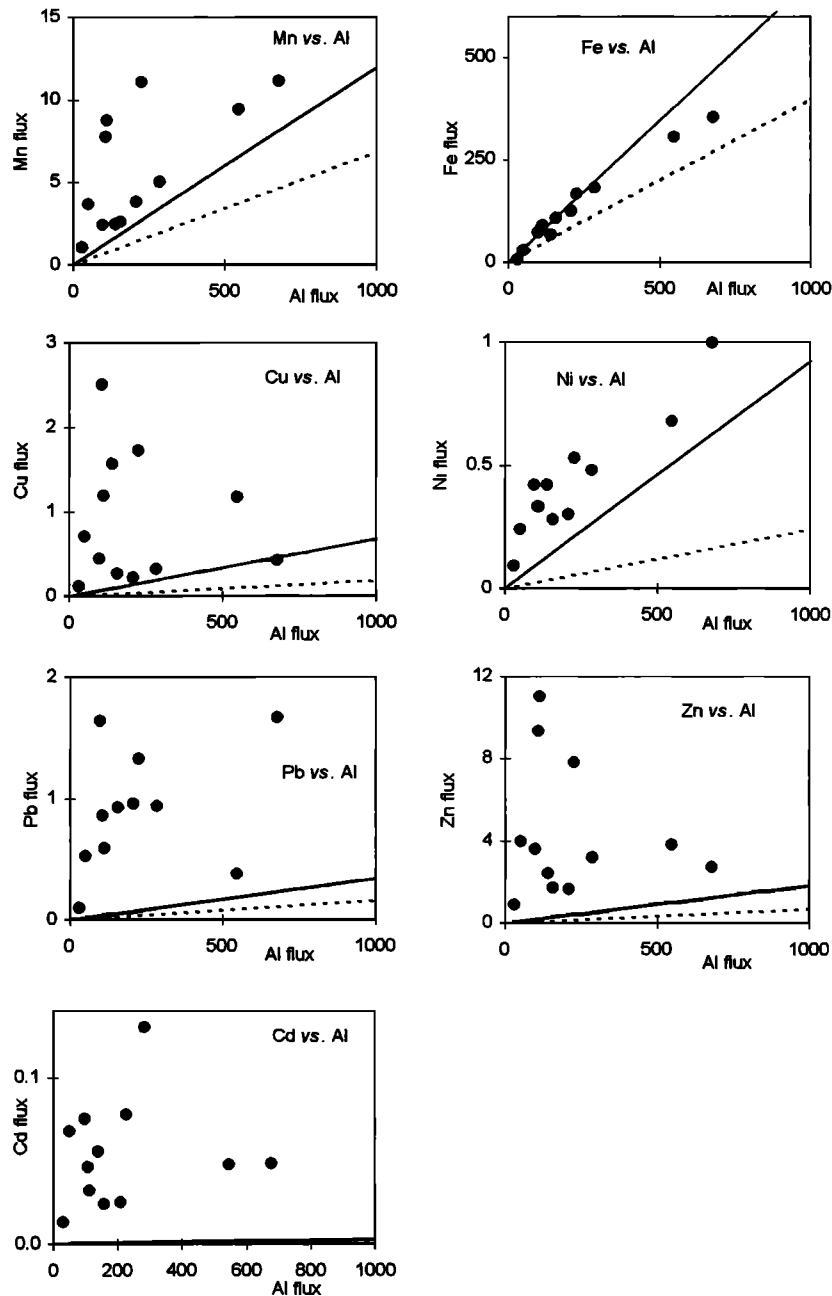 15
Mn vs. Al
10
Mn flux
5
0
0
500
1000
Al flux
500
Fe vs. Al
Fe flux
250
0
0
500
1000
Al flux
3
Cu vs. Al
2
Cu flux
1
0
0
500
1000
Al flux
1
Ni vs. Al
Ni flux
0.5
0
0
500
1000
Al flux
2
Pb vs. Al
Pb flux
1
0
0
500
1000
Al flux
12
Zn vs. Al
8
Zn flux
4
0
0
500
1000
Al flux
Cd vs. Al
0.1
Cd flux
0.0
0
200
400
600
800
1000
Al flux